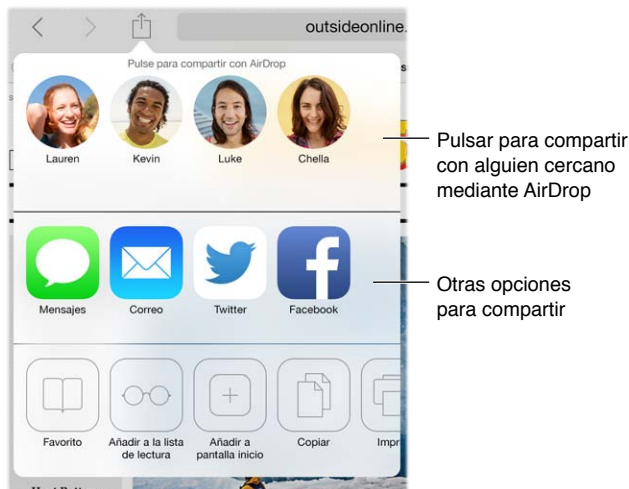 outsideonline.
Pulse para compartir con AirDrop
Lauren Kevin Luke Chella
Pulsar para compartir
con alguien cercano
mediante AirDrop
Mensajes Correo Twitter Facebook
Otras opciones
para compartir
Favorito Añadir a la lista de lectura Añadir a pantalla inicio Copiar Impr